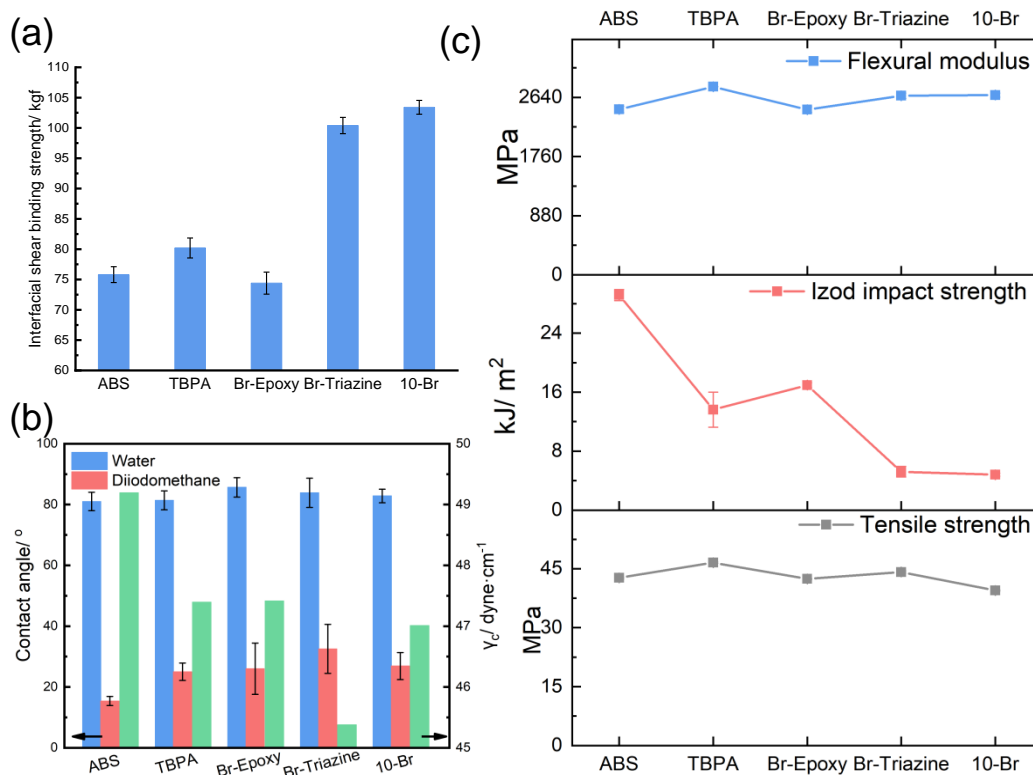 (a)
Interfacial shear binding strength/ kgf
110
105
100
95
90
85
80
75
70
65
60
ABS TBPA Br-Epoxy Br-Triazine 10-Br
(b)
Water
Diiodomethane
Contact angle/ °
100
80
60
40
20
0
50
49
48
47
46
45
γc/ dyne·cm⁻¹
ABS TBPA Br-Epoxy Br-Triazine 10-Br
(c)
ABS TBPA Br-Epoxy Br-Triazine 10-Br
Flexural modulus
MPa
2640
1760
880
0
Izod impact strength
kJ/ m²
24
16
8
0
Tensile strength
MPa
45
30
15
0
ABS TBPA Br-Epoxy Br-Triazine 10-Br